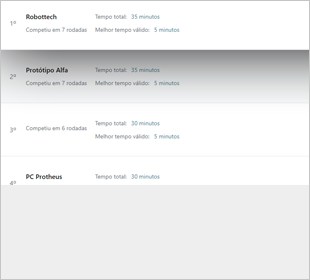 1º Robottech Tempo total: 35 minutos
Competiu em 7 rodadas Melhor tempo válido: 5 minutos
2º Protótipo Alfa Tempo total: 35 minutos
Competiu em 7 rodadas Melhor tempo válido: 5 minutos
3º Competiu em 6 rodadas Tempo total: 30 minutos
Melhor tempo válido: 5 minutos
4º PC Protheus Tempo total: 30 minutos